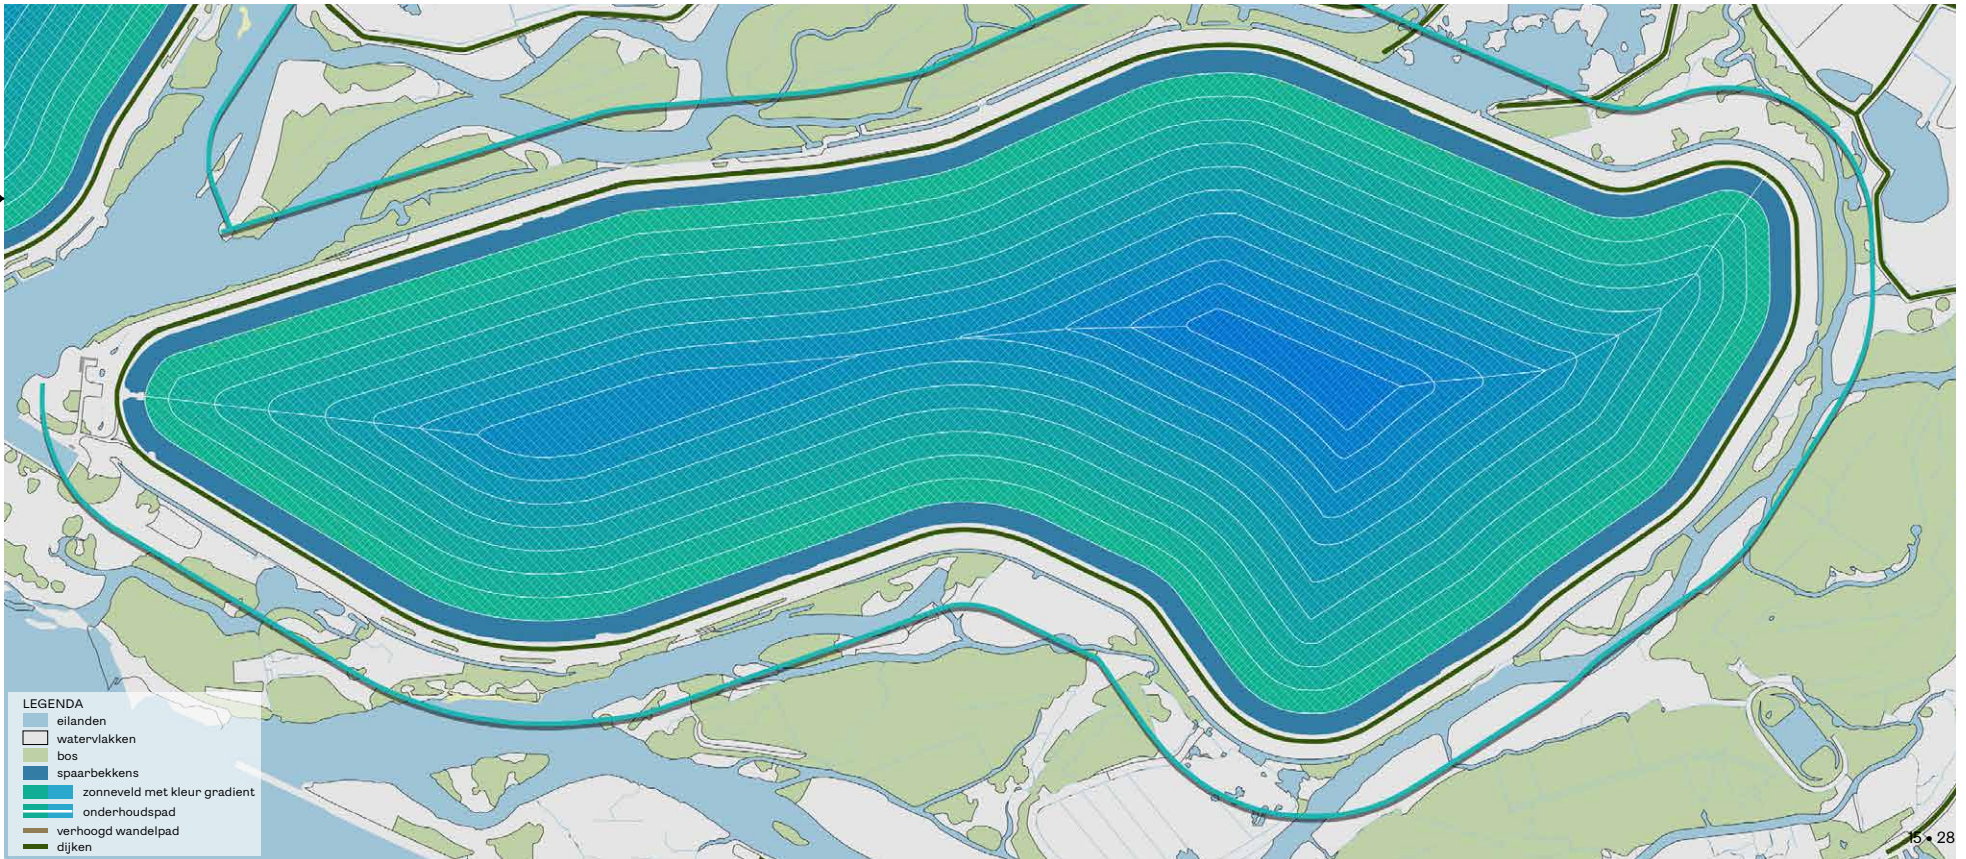 LEGENDA
eilanden
watervlakken
bos
spaarbekkens
zonneveld met kleur gradient
onderhoudspad
verhoogd wandelpad
dijken
15 • 28